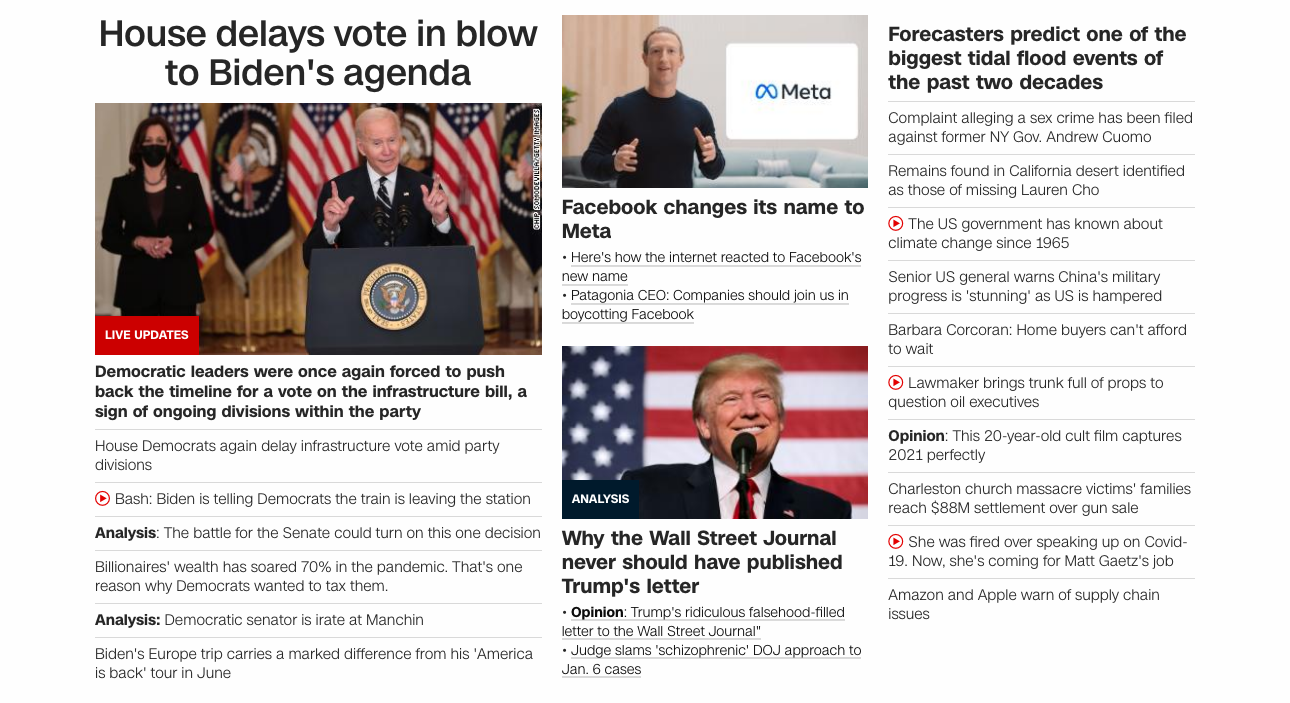 House delays vote in blow
to Biden's agenda
CHIP SOMODEVILLA/GETTY IMAGES
LIVE UPDATES
Democratic leaders were once again forced to push
back the timeline for a vote on the infrastructure bill, a
sign of ongoing divisions within the party
House Democrats again delay infrastructure vote amid party
divisions
Bash: Biden is telling Democrats the train is leaving the station
Analysis: The battle for the Senate could turn on this one decision
Billionaires' wealth has soared 70% in the pandemic. That's one
reason why Democrats wanted to tax them.
Analysis: Democratic senator is irate at Manchin
Biden's Europe trip carries a marked difference from his 'America
is back' tour in June
Meta
Facebook changes its name to
Meta
• Here's how the internet reacted to Facebook's
new name
• Patagonia CEO: Companies should join us in
boycotting Facebook
ANALYSIS
Why the Wall Street Journal
never should have published
Trump's letter
• Opinion: Trump's ridiculous falsehood-filled
letter to the Wall Street Journal"
• Judge slams 'schizophrenic' DOJ approach to
Jan. 6 cases
Forecasters predict one of the
biggest tidal flood events of
the past two decades
Complaint alleging a sex crime has been filed
against former NY Gov. Andrew Cuomo
Remains found in California desert identified
as those of missing Lauren Cho
The US government has known about
climate change since 1965
Senior US general warns China's military
progress is 'stunning' as US is hampered
Barbara Corcoran: Home buyers can't afford
to wait
Lawmaker brings trunk full of props to
question oil executives
Opinion: This 20-year-old cult film captures
2021 perfectly
Charleston church massacre victims' families
reach $88M settlement over gun sale
She was fired over speaking up on Covid-
19. Now, she's coming for Matt Gaetz's job
Amazon and Apple warn of supply chain
issues